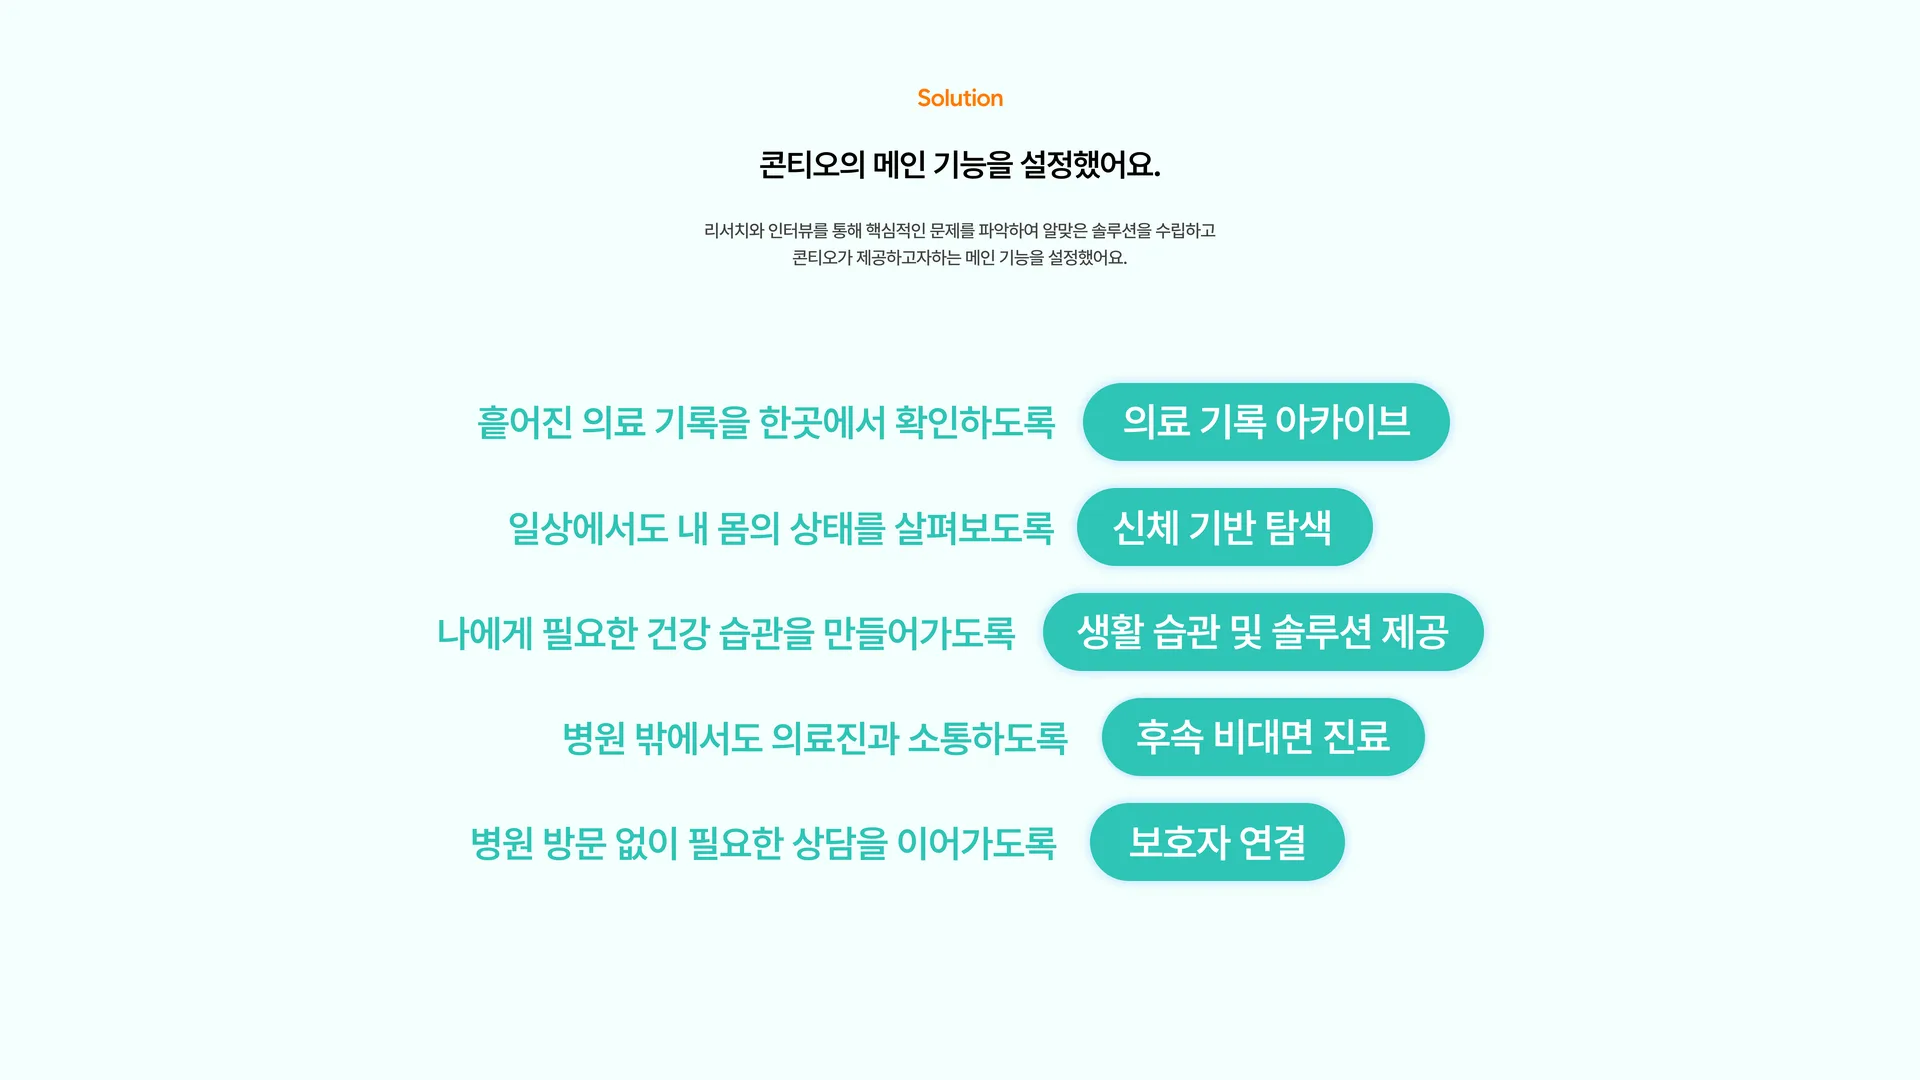 Solution
콘티오의 메인 기능을 설정했어요.
리서치와 인터뷰를 통해 핵심적인 문제를 파악하여 알맞은 솔루션을 수립하고
콘티오가 제공하고자하는 메인 기능을 설정했어요.
흩어진 의료 기록을 한곳에서 확인하도록 의료 기록 아카이브
일상에서도 내 몸의 상태를 살펴보도록 신체 기반 탐색
나에게 필요한 건강 습관을 만들어가도록 생활 습관 및 솔루션 제공
병원 밖에서도 의료진과 소통하도록 후속 비대면 진료
병원 방문 없이 필요한 상담을 이어가도록 보호자 연결